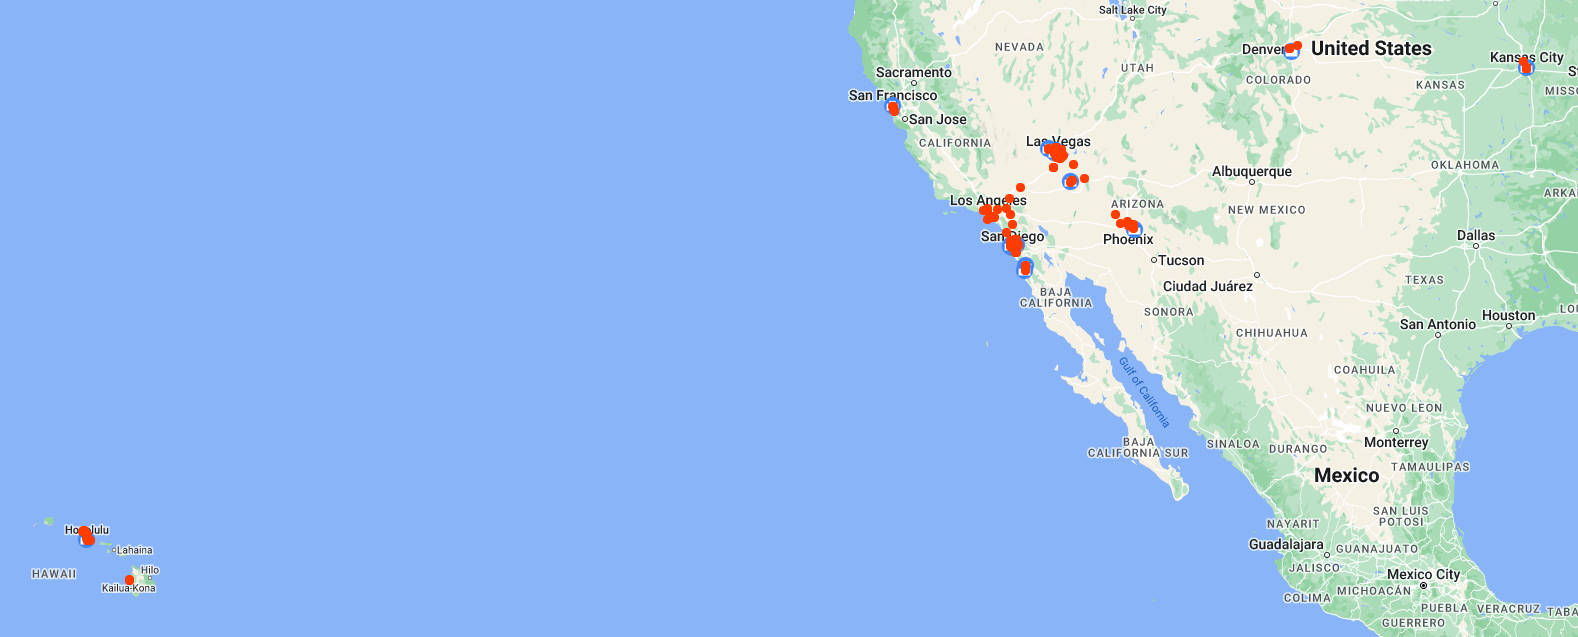 Salt Lake City
NEVADA
Denver
United States
Kansas City
UTAH
COLORADO
KANSAS
Sacramento
San Francisco
San Jose
MISS
CALIFORNIA
Las Vegas
Albuquerque
OKLAHOMA
ARKA
Los Angeles
ARIZONA
NEW MEXICO
San Diego
Phoenix
Dallas
Tucson
Ciudad Juárez
TEXAS
BAJA
CALIFORNIA
SONORA
Houston
LOU
San Antonio
CHIHUAHUA
Gulf of California
COAHUILA
NUEVO LEON
BAJA
CALIFORNIA SUR
SINALOA
DURANGO
Monterrey
TAMAULIPAS
Mexico
SAN LUIS
POTOSI
NAYARIT
Honolulu
Lahaina
Guadalajara
GUANAJUATO
HAWAII
Hilo
Kailua-Kona
JALISCO
Mexico City
COLIMA
MICHOACÁN
PUEBLA
VERACRUZ
TABA
GUERRERO